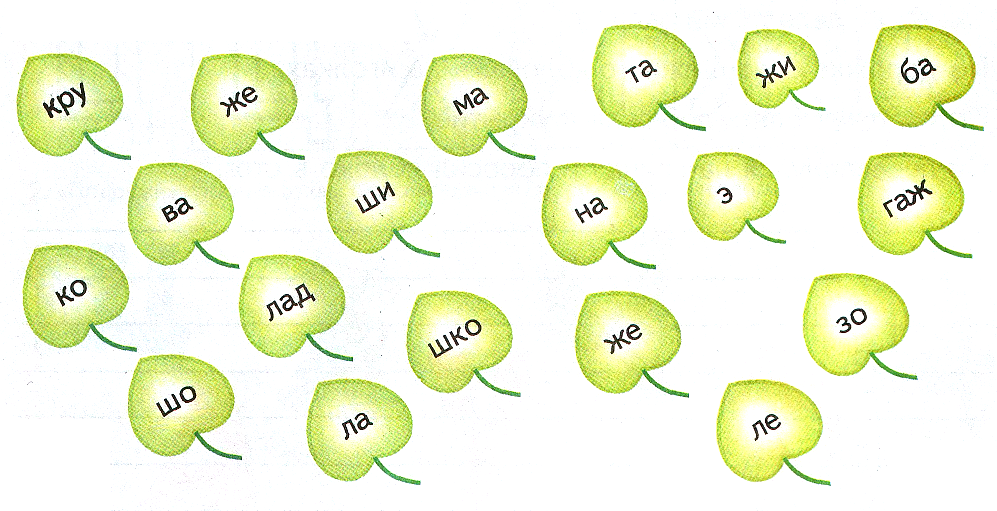 кру
же
ма
та
жи
ба
ва
ши
на
э
гаж
ко
лад
шко
же
зо
шо
ла
ле